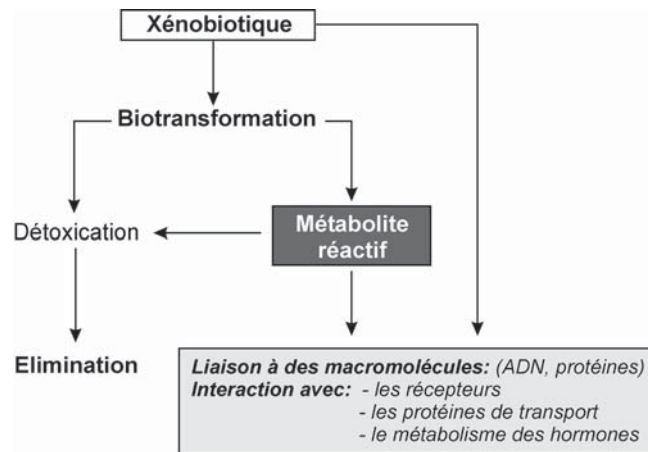 Xénobiotique
Biotransformation
Détoxication
Métabolite
réactif
Elimination
Liaison à des macromolécules: (ADN, protéines)
Interaction avec: - les récepteurs
- les protéines de transport
- le métabolisme des hormones